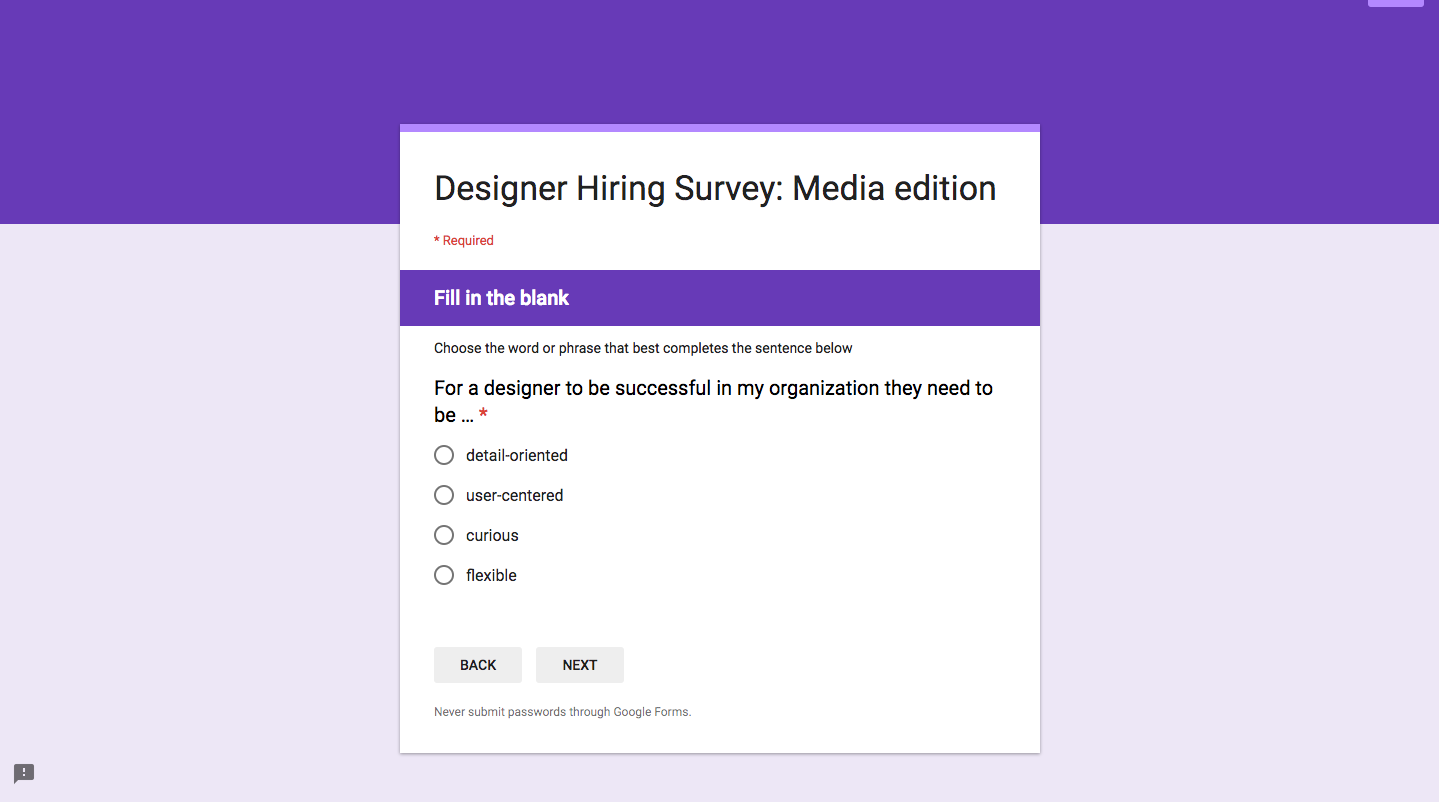 Designer Hiring Survey: Media edition
* Required
Fill in the blank
Choose the word or phrase that best completes the sentence below
For a designer to be successful in my organization they need to
be ... *
detail-oriented
user-centered
curious
flexible
BACK NEXT
Never submit passwords through Google Forms.